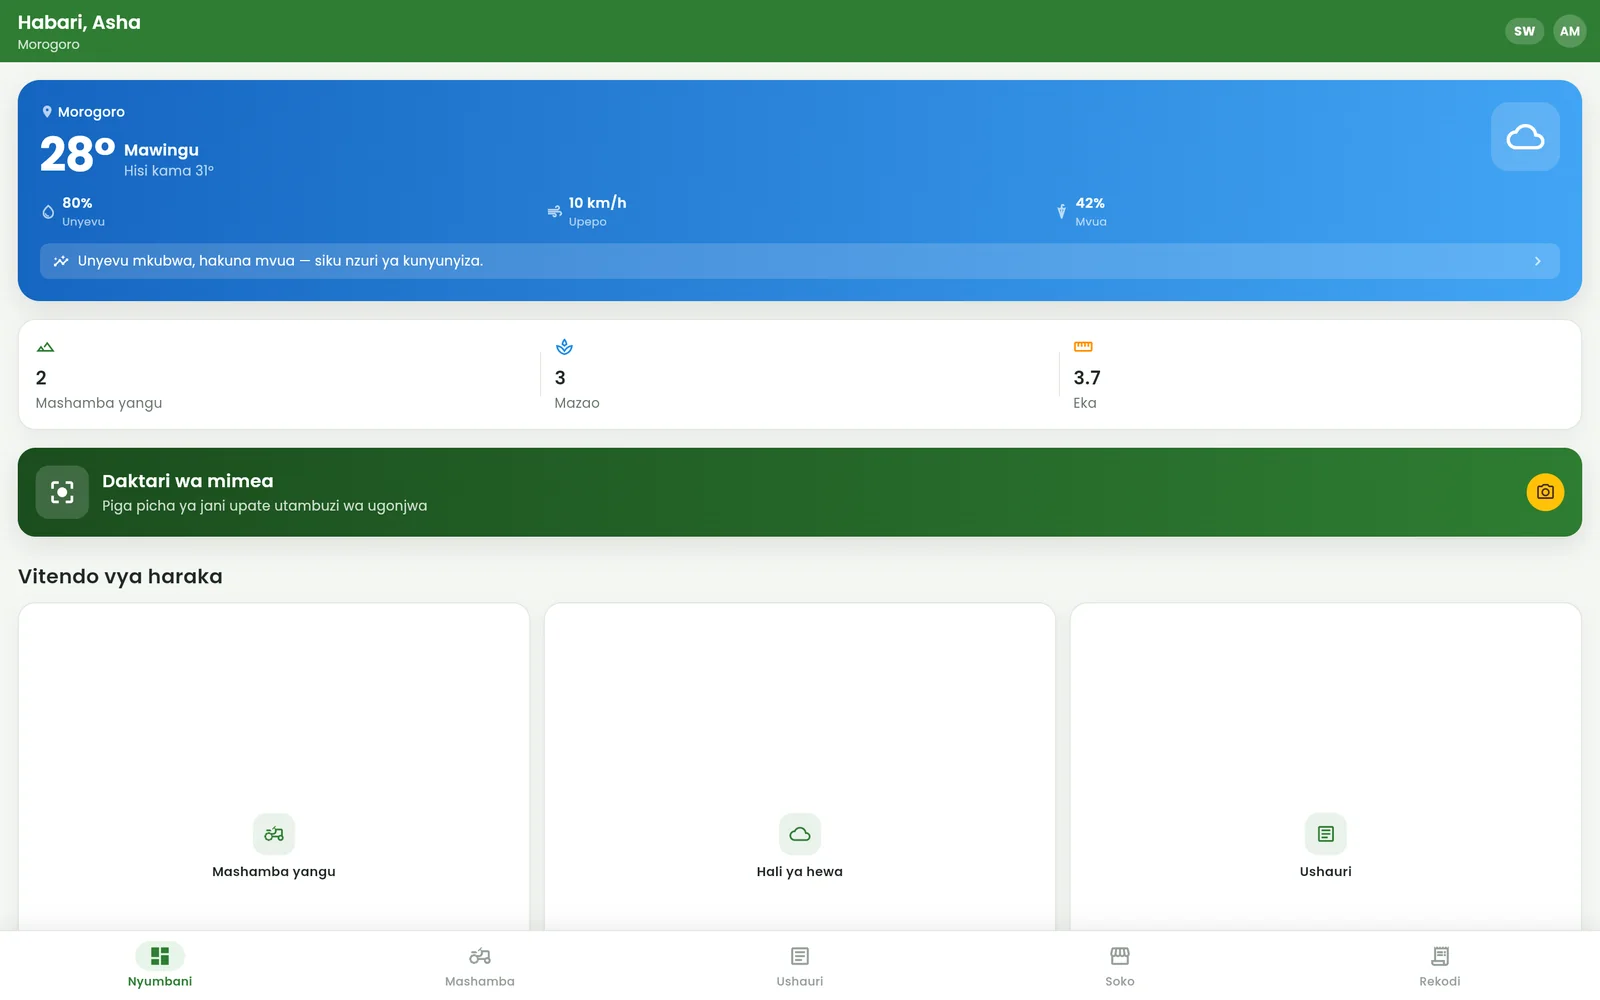 Habari, Asha
Morogoro
SW
AM
Morogoro
28°
Mawingu
Hisi kama 31°
80%
Unyevu
10 km/h
Upepo
42%
Mvua
Unyevu mkubwa, hakuna mvua — siku nzuri ya kunyunyiza.
2
Mashamba yangu
3
Mazao
3.7
Eka
Daktari wa mimea
Piga picha ya jani upate utambuzi wa ugonjwa
Vitendo vya haraka
Mashamba yangu
Hali ya hewa
Ushauri
Nyumbani
Mashamba
Ushauri
Soko
Rekodi